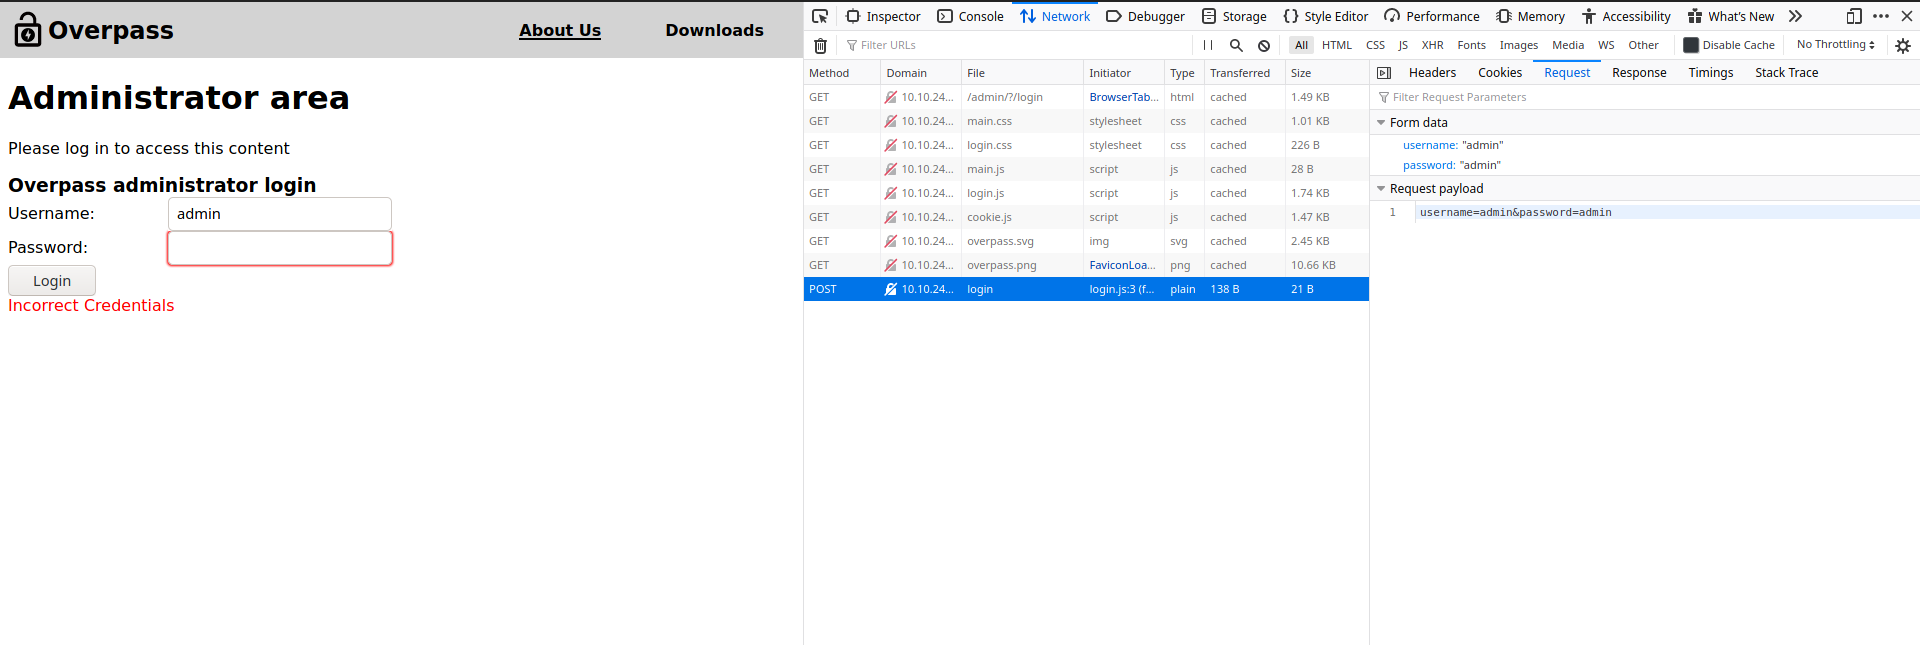 Overpass
About Us
Downloads
Administrator area
Please log in to access this content
Overpass administrator login
Username:
admin
Password:
Login
Incorrect Credentials
Inspector Console Network Debugger Storage Style Editor Performance Memory Accessibility What's New
Filter URLs
All HTML CSS JS XHR Fonts Images Media WS Other Disable Cache No Throttling
Method Domain File Initiator Type Transferred Size
GET 10.10.24... /admin/?/login BrowserTab... html cached 1.49 KB
GET 10.10.24... main.css stylesheet css cached 1.01 KB
GET 10.10.24... login.css stylesheet css cached 226 B
GET 10.10.24... main.js script js cached 28 B
GET 10.10.24... login.js script js cached 1.74 KB
GET 10.10.24... cookie.js script js cached 1.47 KB
GET 10.10.24... overpass.svg img svg cached 2.45 KB
GET 10.10.24... overpass.png FaviconLoa... png cached 10.66 KB
POST 10.10.24... login login.js:3 (f... plain 138 B 21 B
Headers Cookies Request Response Timings Stack Trace
Filter Request Parameters
Form data
username: "admin"
password: "admin"
Request payload
1 username=admin&password=admin